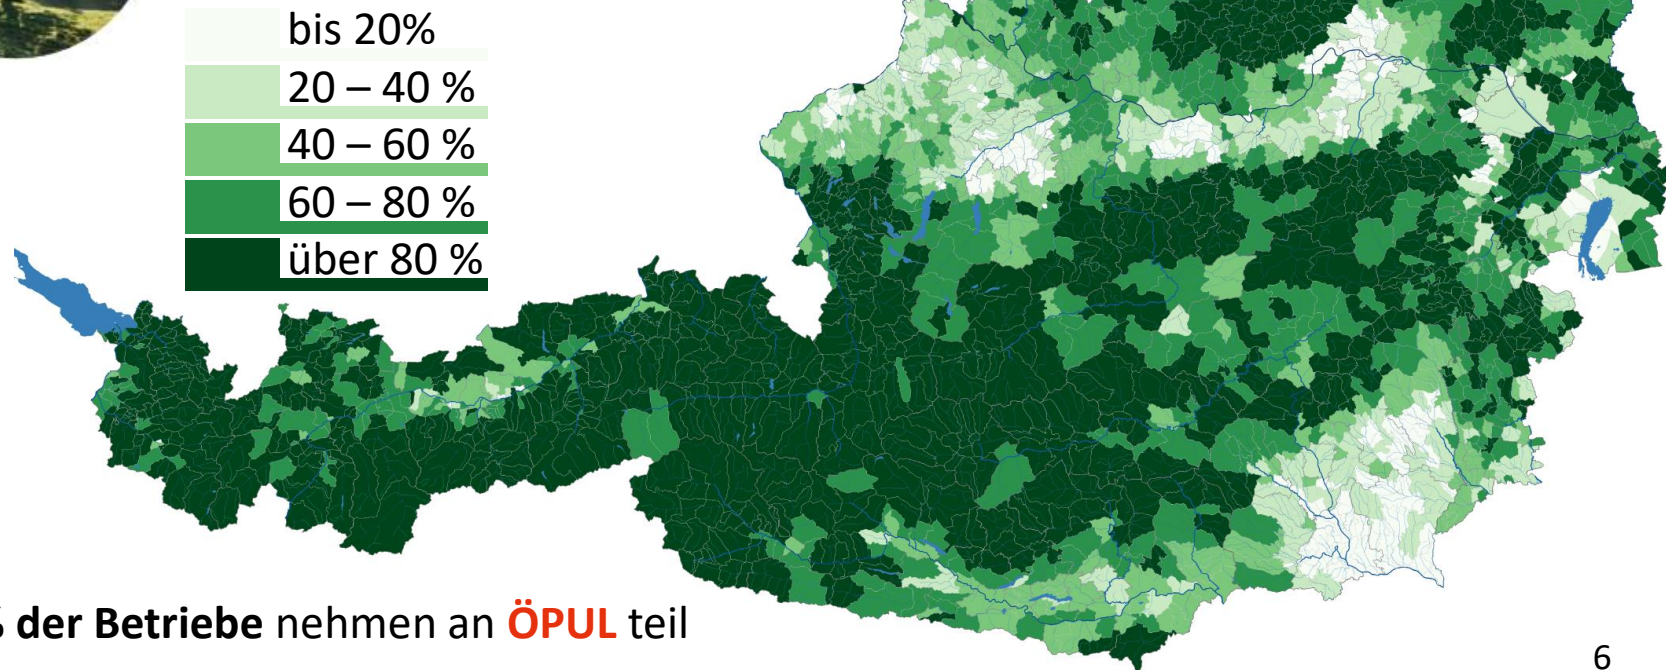 bis 20%
20 – 40 %
40 – 60 %
60 – 80 %
über 80 %
% der Betriebe nehmen an ÖPUL teil
6